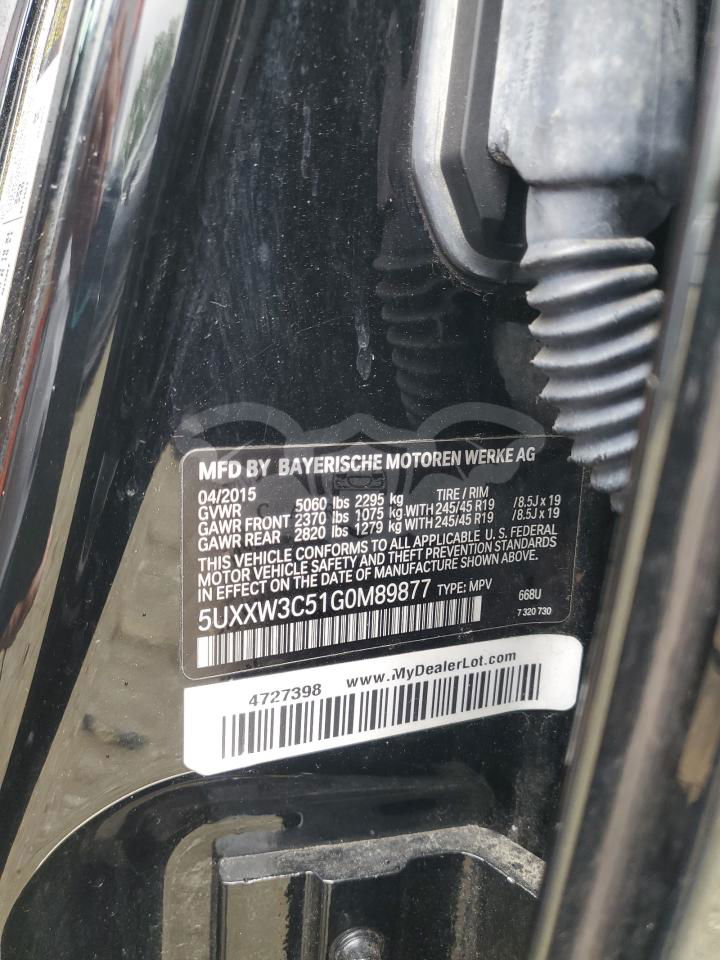 MFD BY BAYERISCHE MOTOREN WERKE AG
04/2015
GVWR 5060 lbs 2295 kg TIRE / RIM
GAWR FRONT 2370 lbs 1075 kg WITH 245/45 R19 /8.5J x 19
GAWR REAR 2820 lbs 1279 kg WITH 245/45 R19 /8.5J x 19
THIS VEHICLE CONFORMS TO ALL APPLICABLE U.S. FEDERAL
MOTOR VEHICLE SAFETY AND THEFT PREVENTION STANDARDS
IN EFFECT ON THE DATE OF MANUFACTURE SHOWN ABOVE.
5UXXW3C51G0M89877 TYPE: MPV 668U
7 320 730
4727398 www.MyDealerLot.com